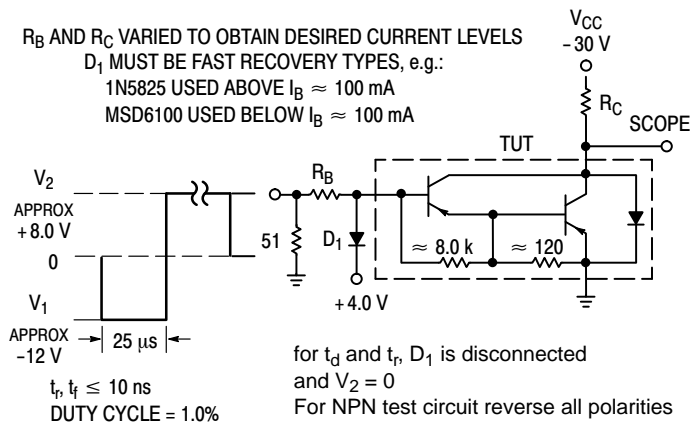 R_B AND R_C VARIED TO OBTAIN DESIRED CURRENT LEVELS
D_1 MUST BE FAST RECOVERY TYPES, e.g.:
1N5825 USED ABOVE I_B ≈ 100 mA
MSD6100 USED BELOW I_B ≈ 100 mA
V_CC
-30 V
R_C
SCOPE
TUT
R_B
V_2
APPROX
+8.0 V
0
51
D_1
≈ 8.0 k
≈ 120
+4.0 V
V_1
APPROX
-12 V
25 μs
t_r, t_f ≤ 10 ns
DUTY CYCLE = 1.0%
for t_d and t_r, D_1 is disconnected
and V_2 = 0
For NPN test circuit reverse all polarities